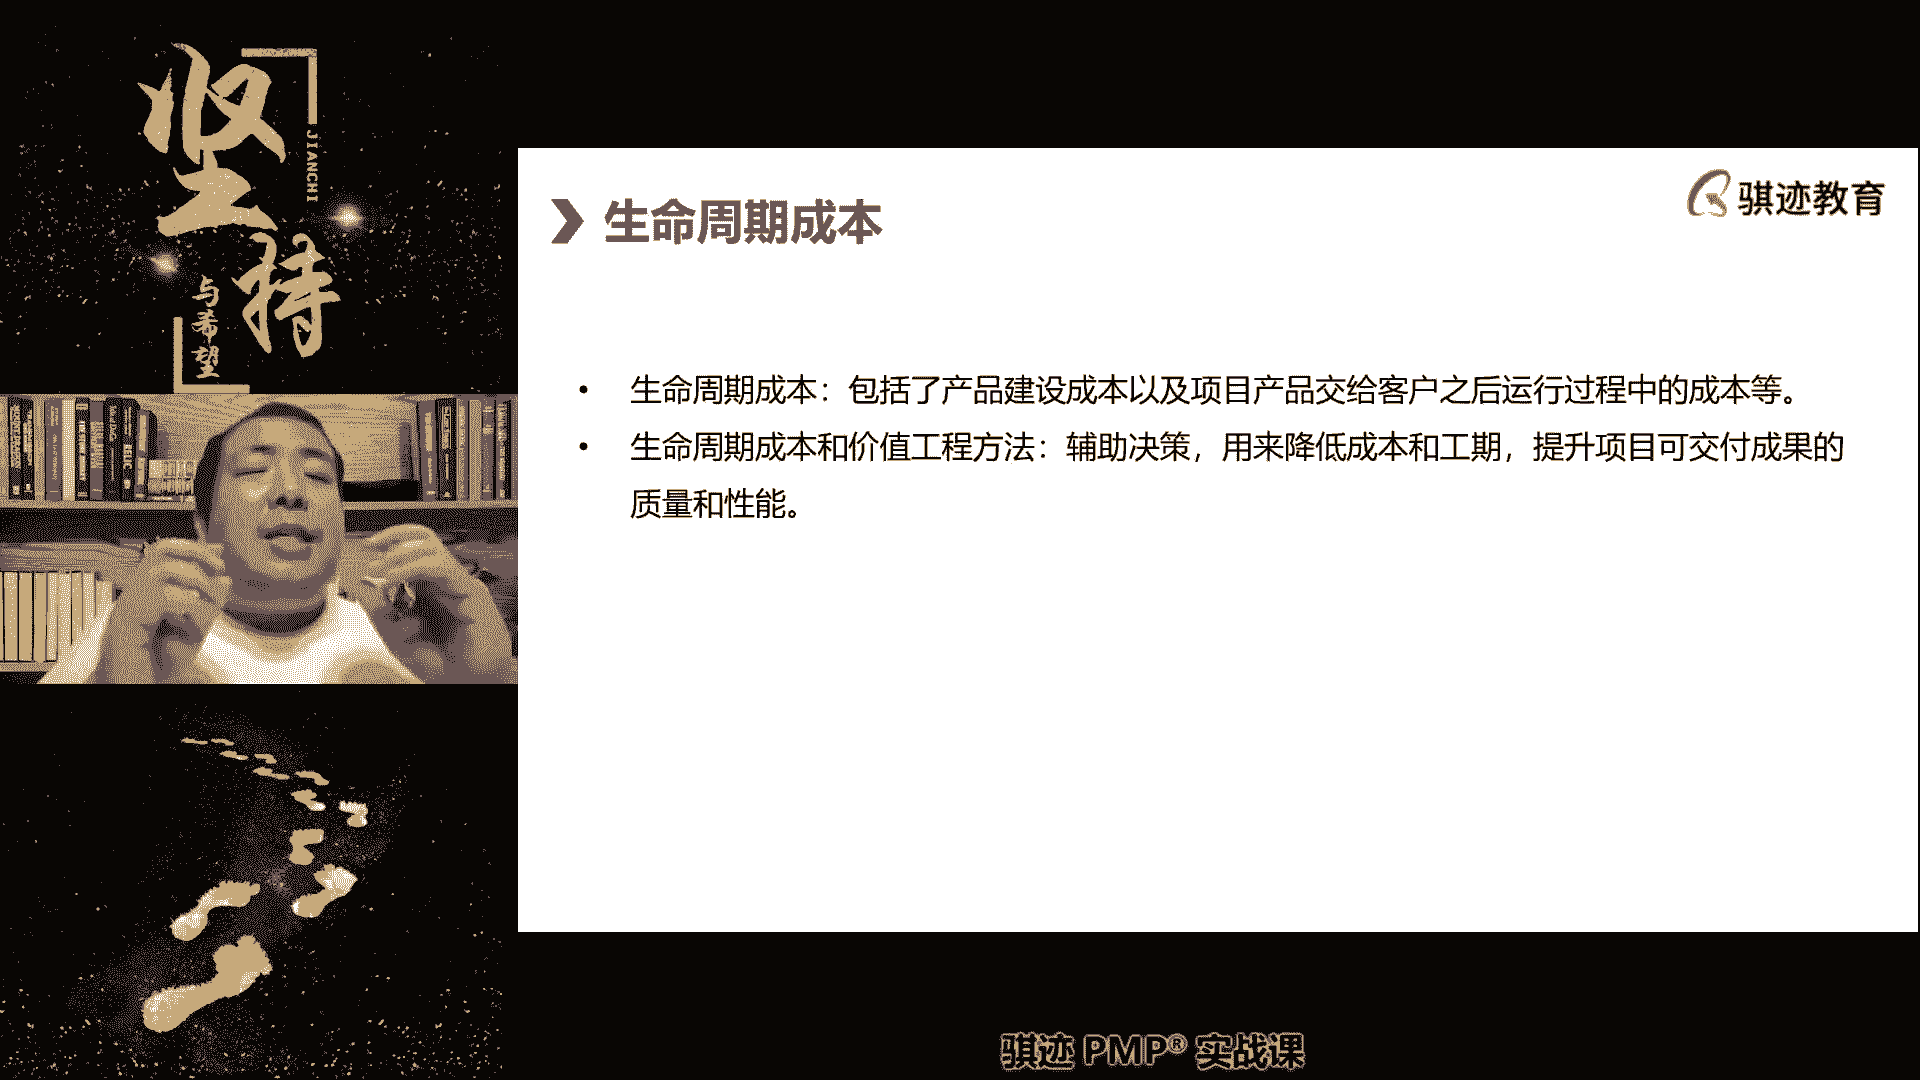 坚持
JIANCHI
与希望
骐迹教育
生命周期成本
• 生命周期成本：包括了产品建设成本以及项目产品交给客户之后运行过程中的成本等。
• 生命周期成本和价值工程方法：辅助决策，用来降低成本和工期，提升项目可交付成果的
质量和性能。
骐迹 PMP® 实战课